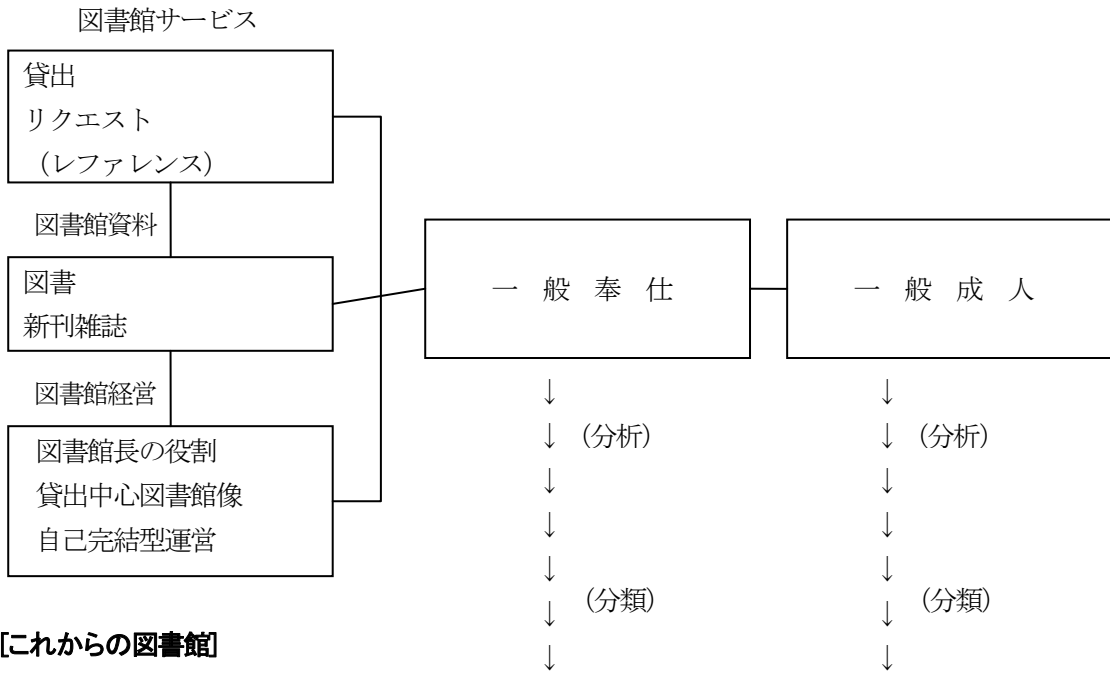 図書館サービス
貸出
リクエスト
（レファレンス）
図書館資料
図書
新刊雑誌
図書館経営
図書館長の役割
貸出中心図書館像
自己完結型運営
一 般 奉 仕
一 般 成 人
↓
↓ （分析）
↓
↓
↓
↓ （分類）
↓
↓
↓ （分析）
↓
↓
↓
↓ （分類）
↓
[これからの図書館]